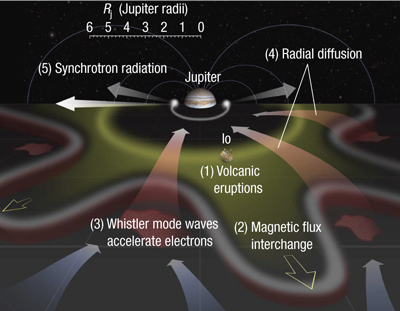 Rj (Jupiter radii)
6 5 4 3 2 1 0
(4) Radial diffusion
(5) Synchrotron radiation
Jupiter
Io
(1) Volcanic
eruptions
(3) Whistler mode waves
accelerate electrons
(2) Magnetic flux
interchange